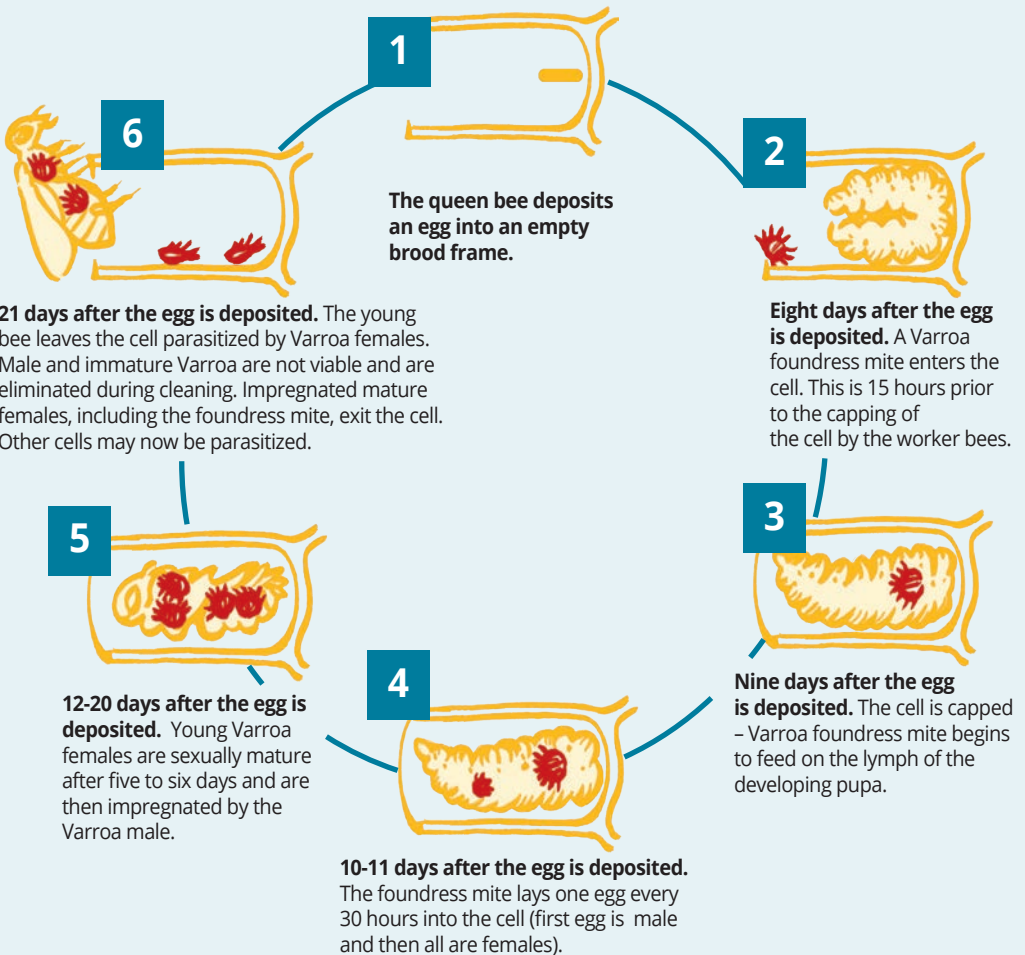 1
The queen bee deposits
an egg into an empty
brood frame.
2
Eight days after the egg
is deposited. A Varroa
foundress mite enters the
cell. This is 15 hours prior
to the capping of
the cell by the worker bees.
3
Nine days after the egg
is deposited. The cell is capped
– Varroa foundress mite begins
to feed on the lymph of the
developing pupa.
4
10-11 days after the egg is deposited.
The foundress mite lays one egg every
30 hours into the cell (first egg is male
and then all are females).
5
12-20 days after the egg is
deposited. Young Varroa
females are sexually mature
after five to six days and are
then impregnated by the
Varroa male.
6
21 days after the egg is deposited. The young
bee leaves the cell parasitized by Varroa females.
Male and immature Varroa are not viable and are
eliminated during cleaning. Impregnated mature
females, including the foundress mite, exit the cell.
Other cells may now be parasitized.